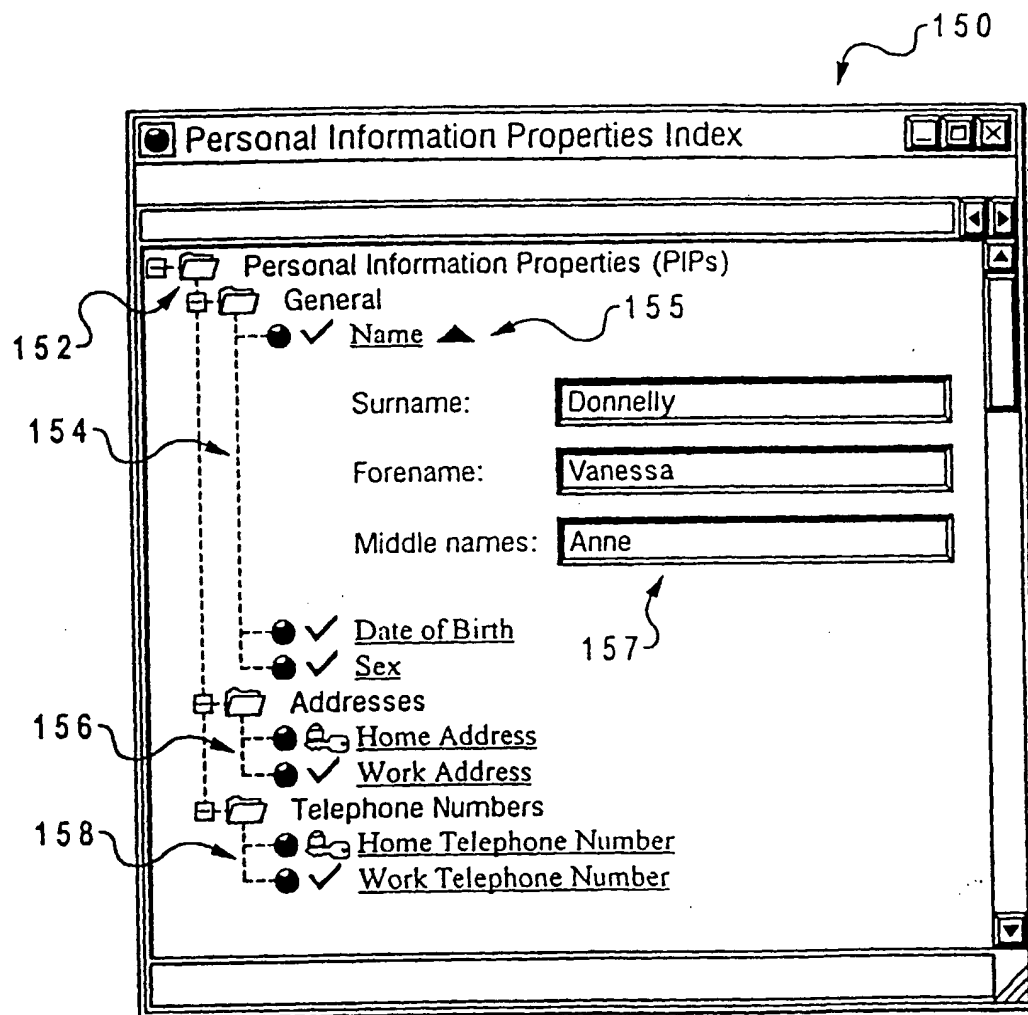 150
Personal Information Properties Index
Personal Information Properties (PIPs)
152
General
Name
155
154
Surname: Donnelly
Forename: Vanessa
Middle names: Anne
157
Date of Birth
Sex
156
Addresses
Home Address
Work Address
158
Telephone Numbers
Home Telephone Number
Work Telephone Number